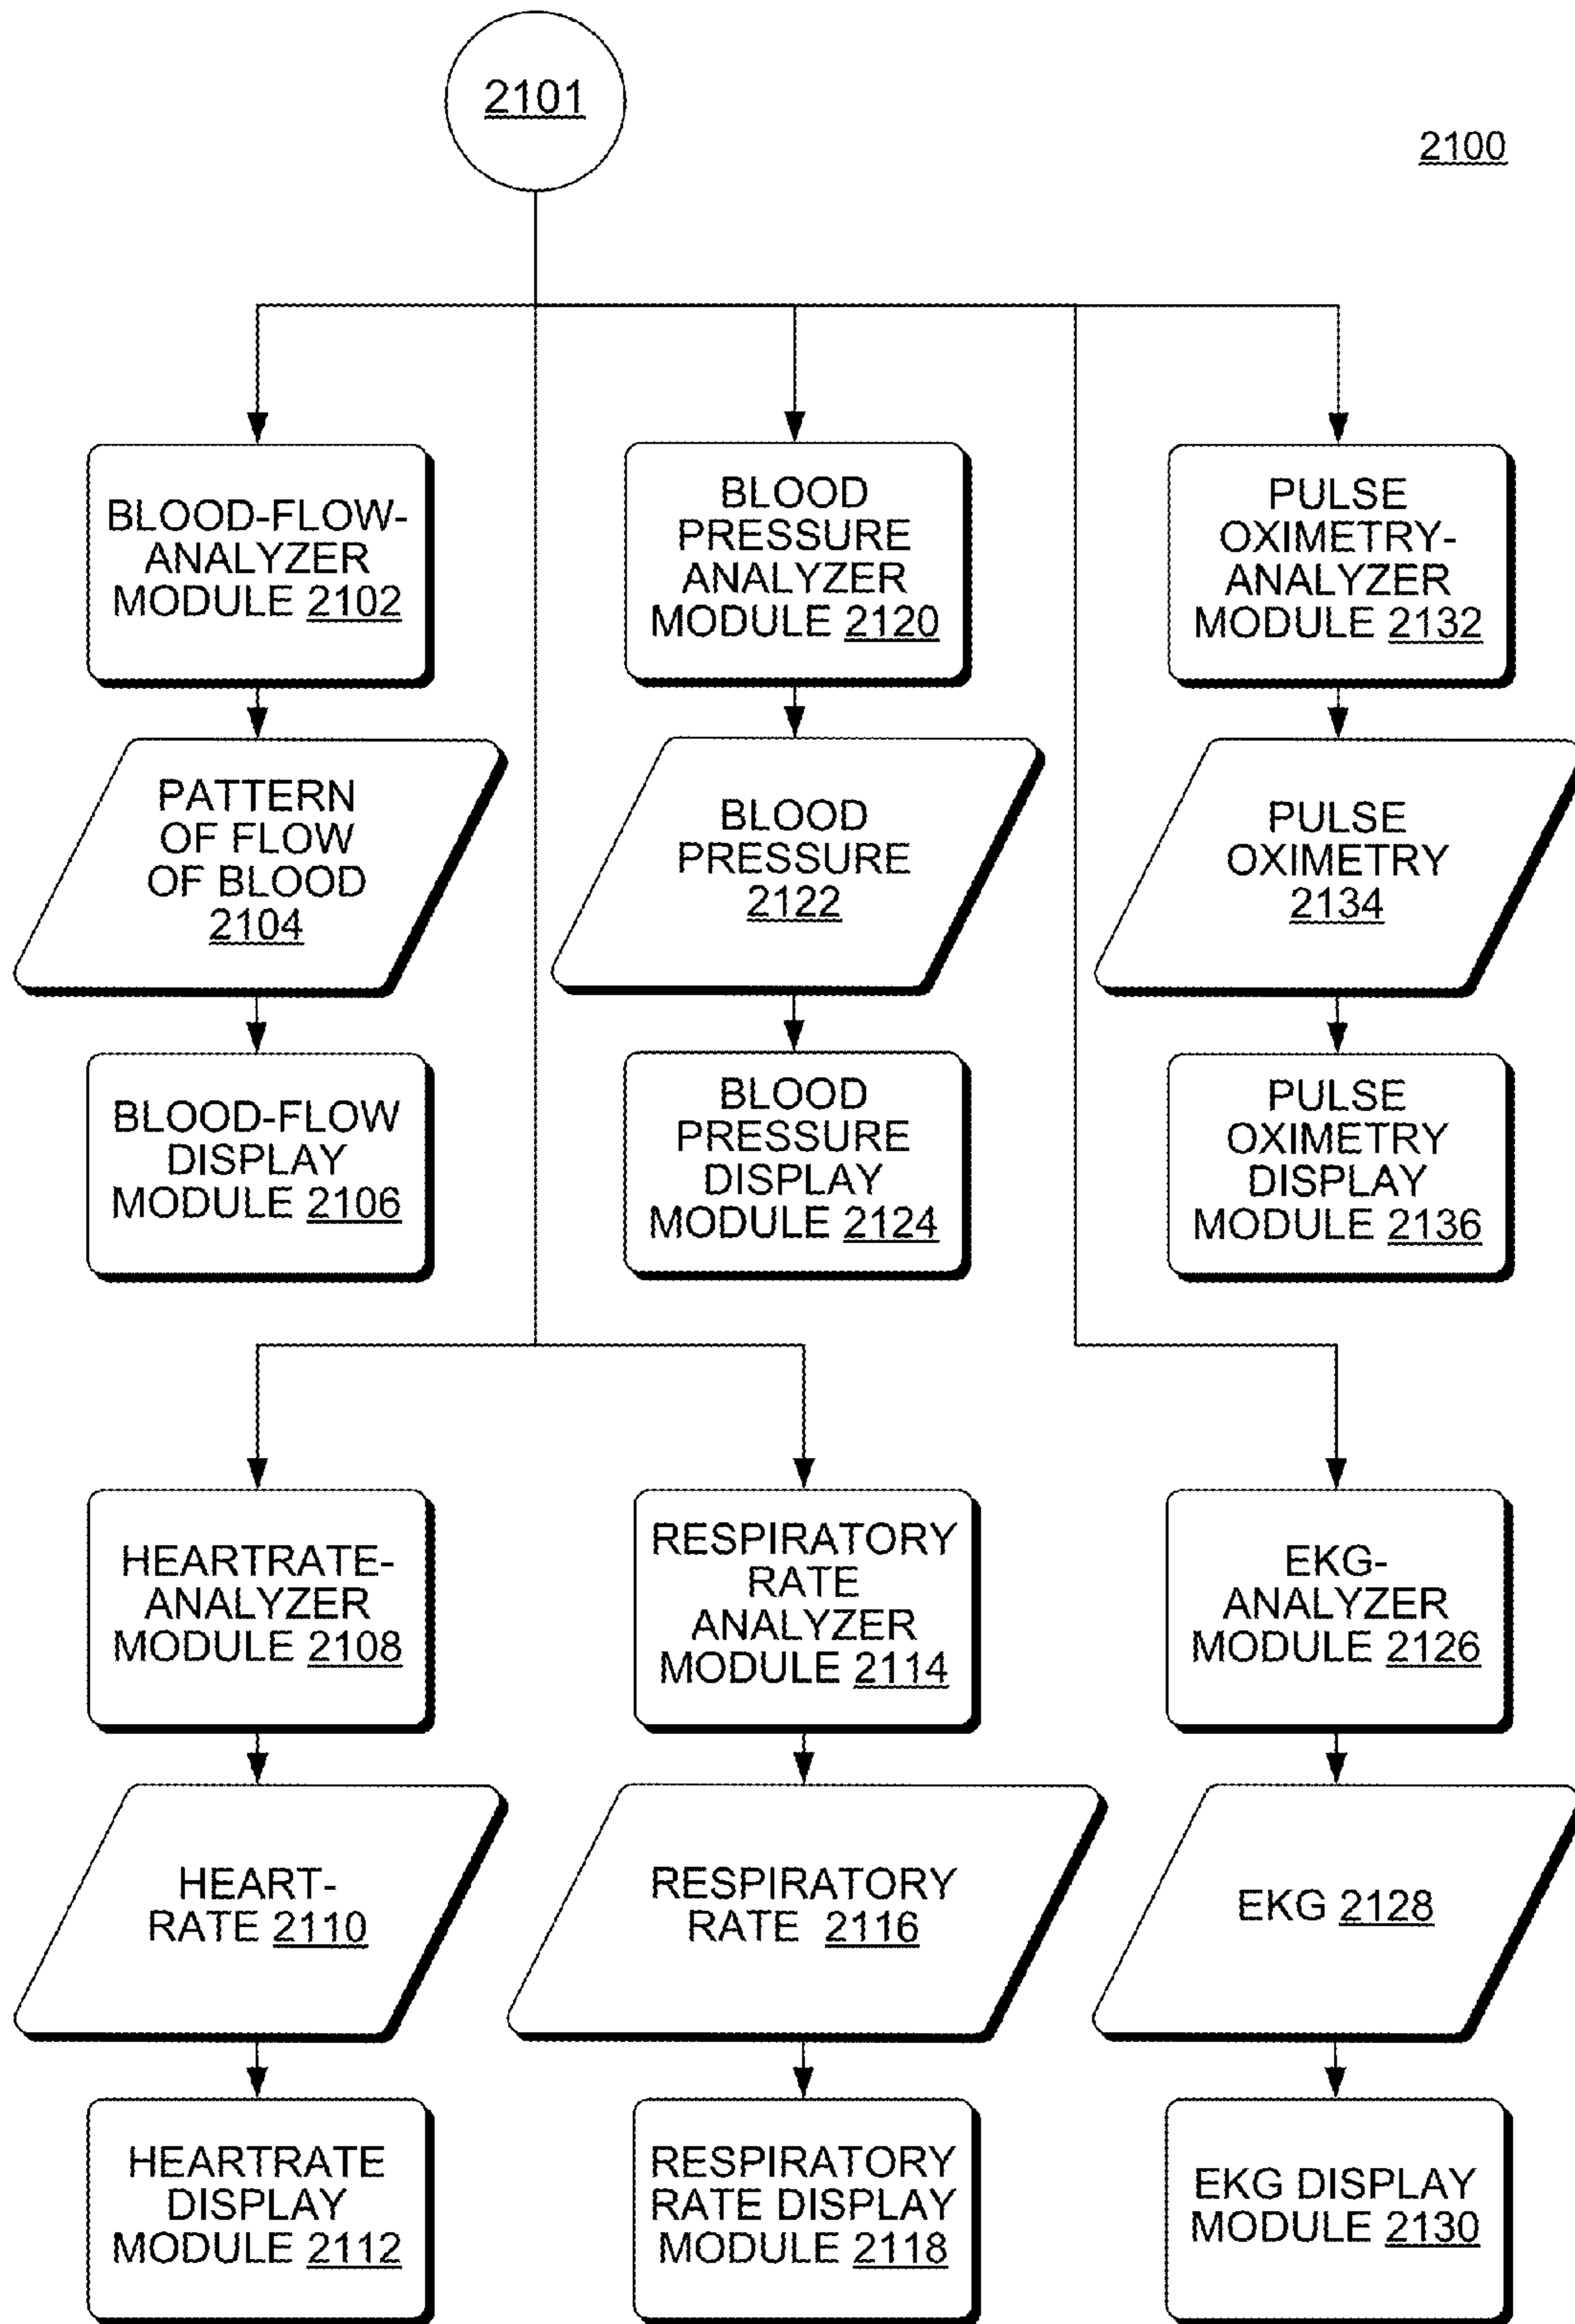 2101
2100
BLOOD-FLOW-
ANALYZER
MODULE 2102
BLOOD
PRESSURE
ANALYZER
MODULE 2120
PULSE
OXIMETRY-
ANALYZER
MODULE 2132
PATTERN
OF FLOW
OF BLOOD
2104
BLOOD
PRESSURE
2122
PULSE
OXIMETRY
2134
BLOOD-FLOW
DISPLAY
MODULE 2106
BLOOD
PRESSURE
DISPLAY
MODULE 2124
PULSE
OXIMETRY
DISPLAY
MODULE 2136
HEARTRATE-
ANALYZER
MODULE 2108
RESPIRATORY
RATE
ANALYZER
MODULE 2114
EKG-
ANALYZER
MODULE 2126
HEART-
RATE 2110
RESPIRATORY
RATE 2116
EKG 2128
HEARTRATE
DISPLAY
MODULE 2112
RESPIRATORY
RATE DISPLAY
MODULE 2118
EKG DISPLAY
MODULE 2130